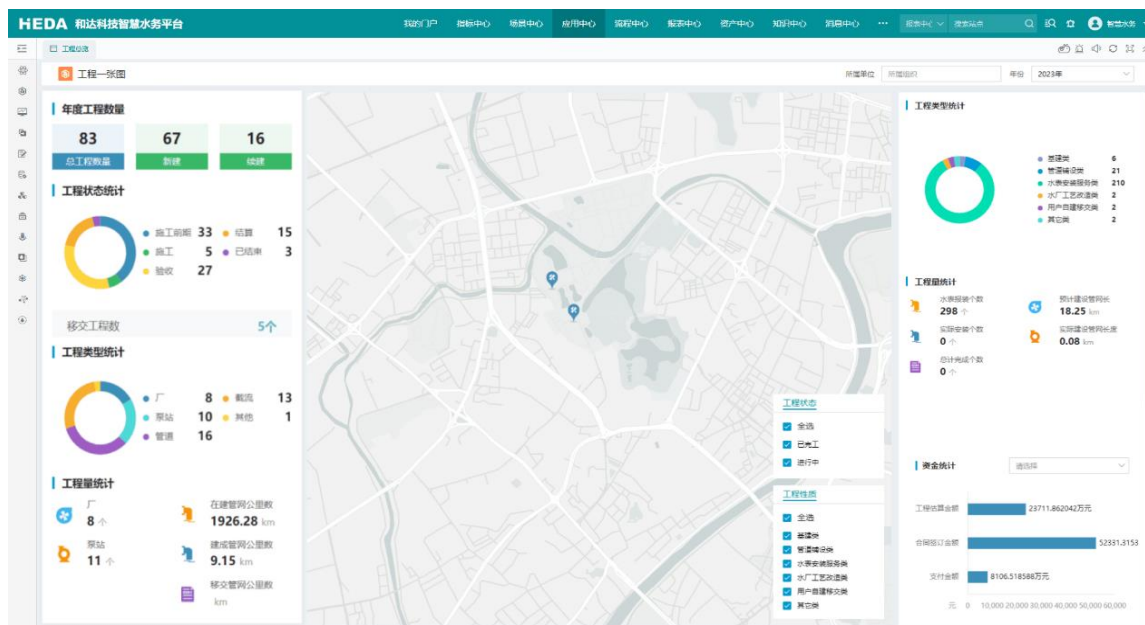 HEDA 和达科技智慧水务平台
我的门户 指标中心 场景中心 应用中心 流程中心 报表中心 资产中心 知识中心 消息中心 ··· 报表中心 搜索站点 智慧水务
工程总览
工程一张图
所属单位 所属组织 年份 2023年
年度工程数量
83 67 16
总工程数量 新建 续建
工程状态统计
施工前期 33 结算 15
施工 5 已结束 3
验收 27
移交工程数 5个
工程类型统计
厂 8 截流 13
泵站 10 其他 1
管道 16
工程量统计
厂
8 个
在建管网公里数
1926.28 km
泵站
11 个
建成管网公里数
9.15 km
移交管网公里数
km
工程状态
全选
已完工
进行中
工程性质
全选
基建类
管道铺设类
水表安装服务类
水厂工艺改造类
用户自建移交类
其它类
工程类型统计
基建类 6
管道铺设类 21
水表安装服务类 210
水厂工艺改造类 2
用户自建移交类 2
其它类 2
工程量统计
水表报装个数
298 个
预计建设管网长
18.25 km
实际安装个数
0 个
实际建设管网长度
0.08 km
总计完成个数
0 个
资金统计 请选择
工程估算金额 23711.862042万元
合同签订金额 52331.3153
支付金额 8106.518588万元
元 0 10,000 20,000 30,000 40,000 50,000 60,000